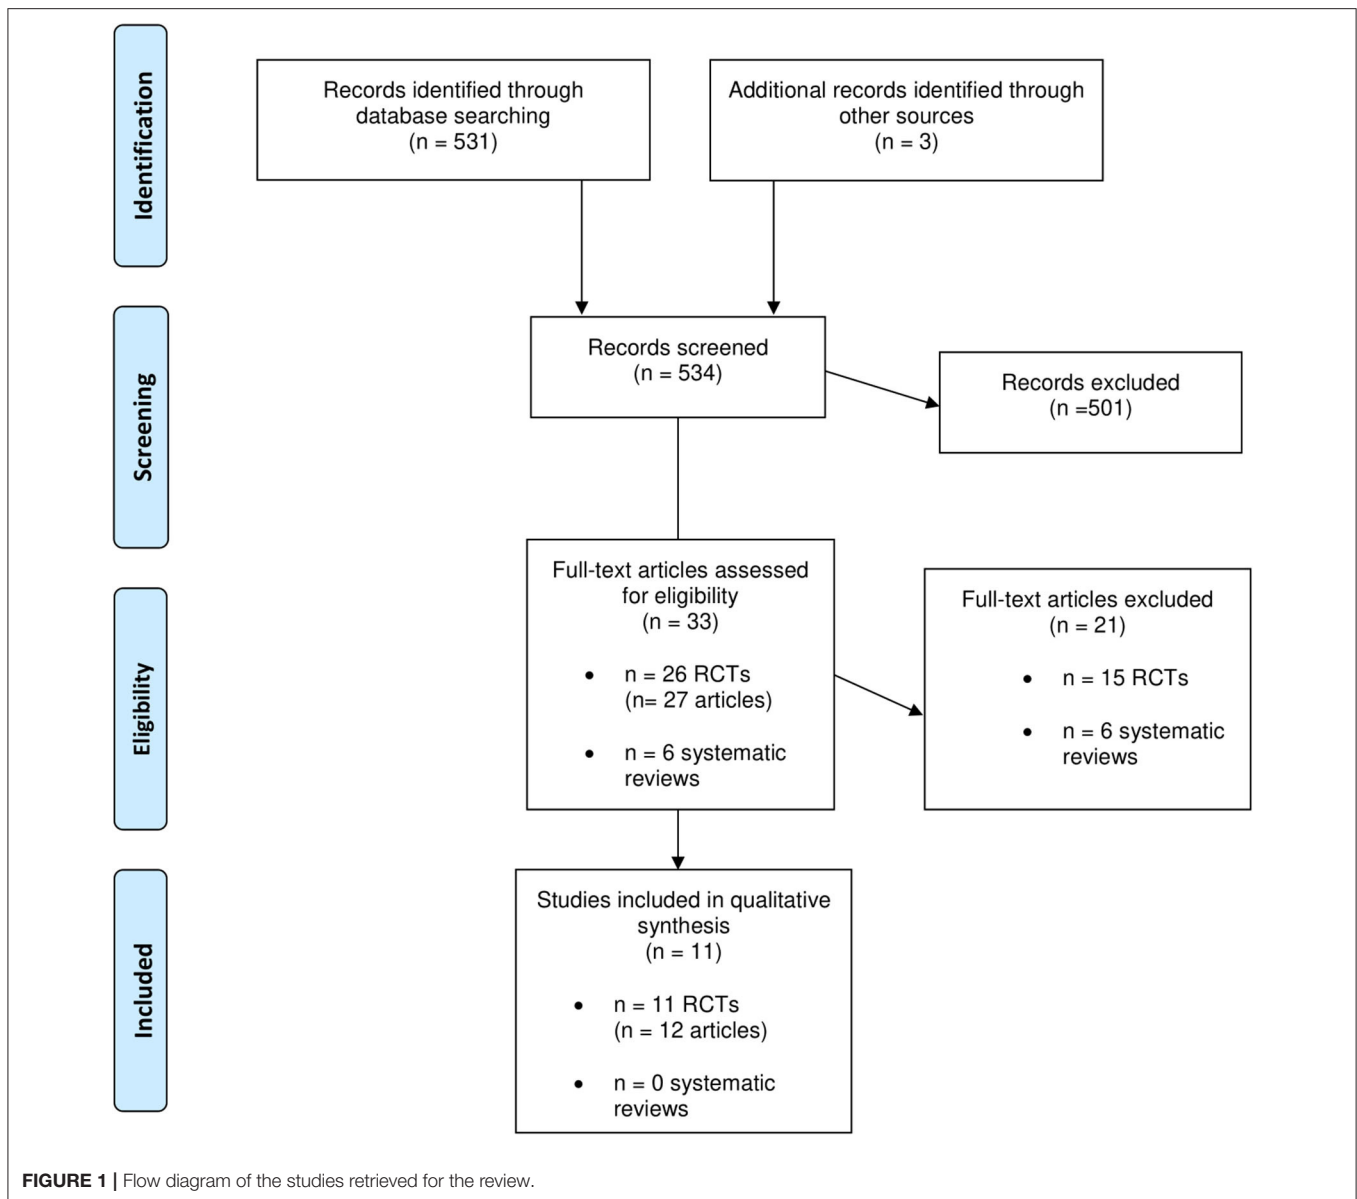 Identification
Records identified through
database searching
(n = 531)
Additional records identified through
other sources
(n = 3)
Screening
Records screened
(n = 534)
Records excluded
(n =501)
Eligibility
Full-text articles assessed
for eligibility
(n = 33)
• n = 26 RCTs
(n= 27 articles)
• n = 6 systematic
reviews
Full-text articles excluded
(n = 21)
• n = 15 RCTs
• n = 6 systematic
reviews
Included
Studies included in qualitative
synthesis
(n = 11)
• n = 11 RCTs
(n = 12 articles)
• n = 0 systematic
reviews
FIGURE 1 | Flow diagram of the studies retrieved for the review.